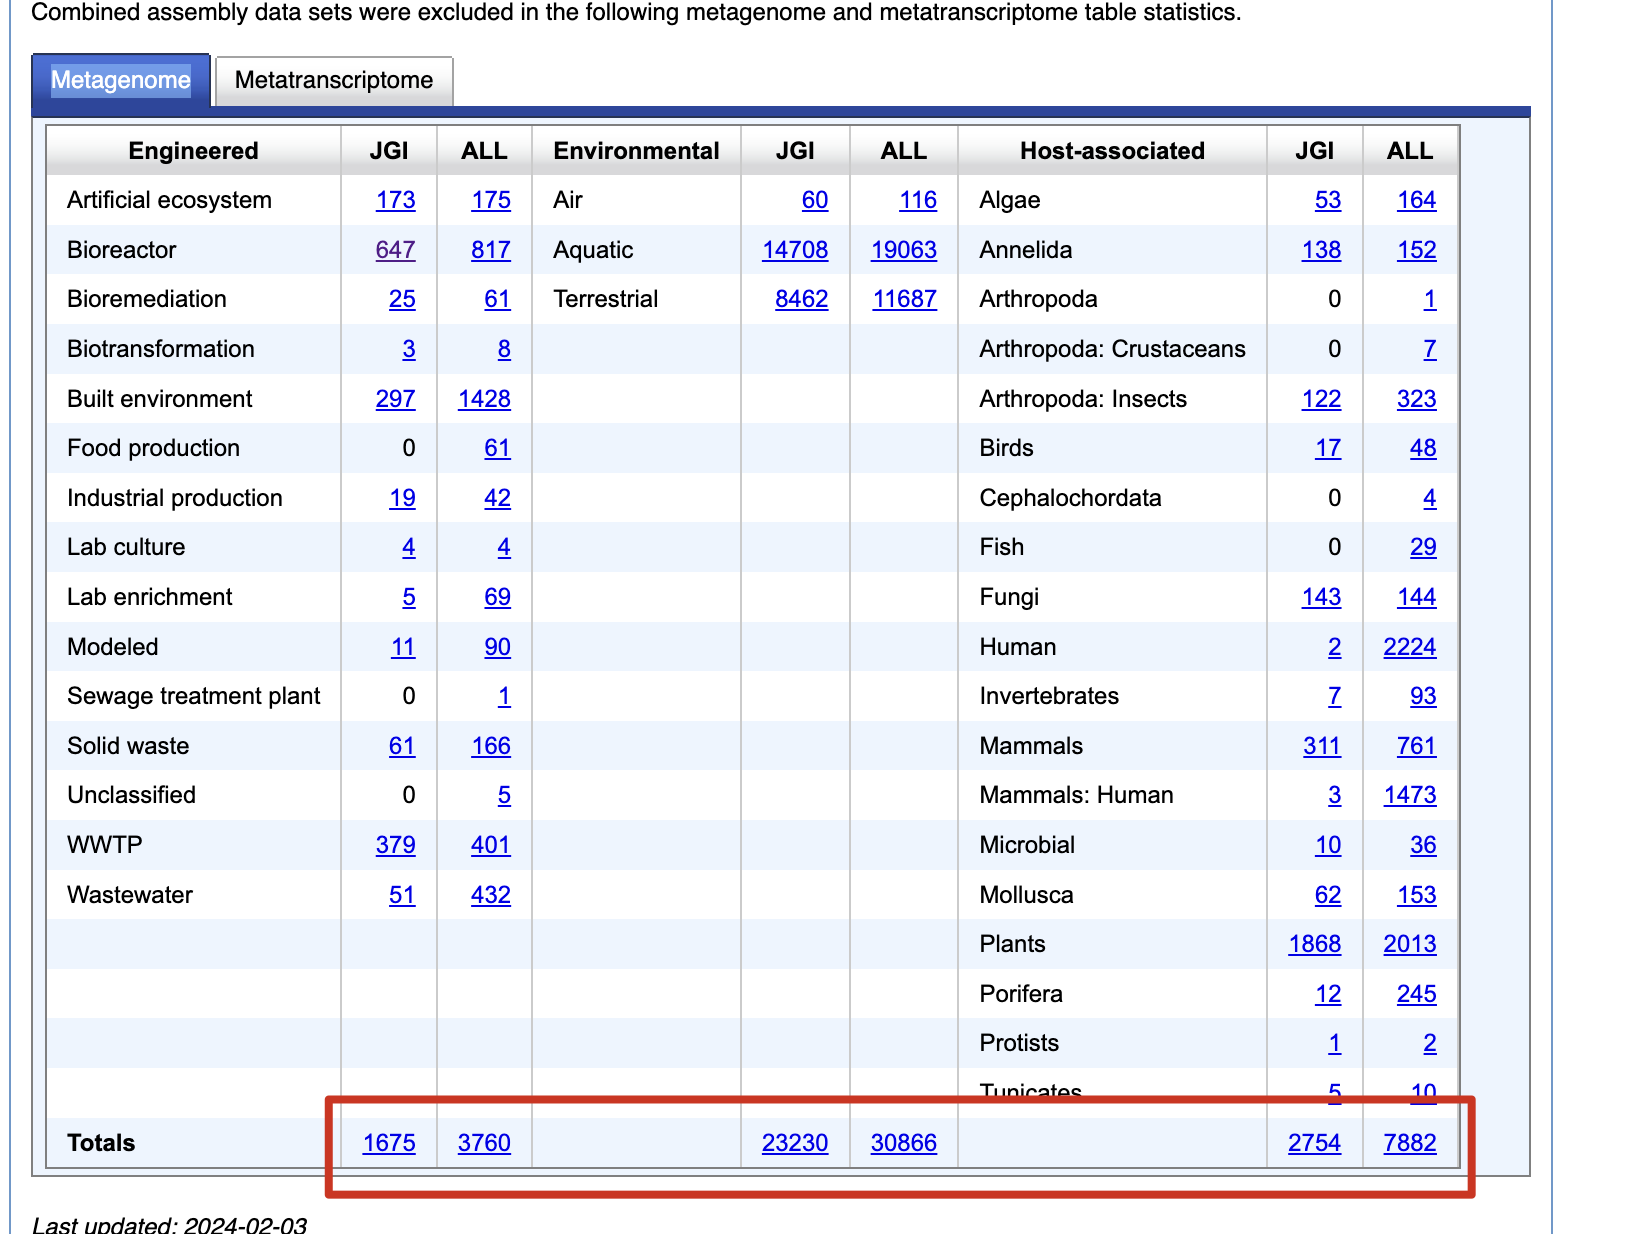 Combined assembly data sets were excluded in the following metagenome and metatranscriptome table statistics.
Metagenome Metatranscriptome
Engineered JGI ALL Environmental JGI ALL Host-associated JGI ALL
Artificial ecosystem 173 175 Air 60 116 Algae 53 164
Bioreactor 647 817 Aquatic 14708 19063 Annelida 138 152
Bioremediation 25 61 Terrestrial 8462 11687 Arthropoda 0 1
Biotransformation 3 8 Arthropoda: Crustaceans 0 7
Built environment 297 1428 Arthropoda: Insects 122 323
Food production 0 61 Birds 17 48
Industrial production 19 42 Cephalochordata 0 4
Lab culture 4 4 Fish 0 29
Lab enrichment 5 69 Fungi 143 144
Modeled 11 90 Human 2 2224
Sewage treatment plant 0 1 Invertebrates 7 93
Solid waste 61 166 Mammals 311 761
Unclassified 0 5 Mammals: Human 3 1473
WWTP 379 401 Microbial 10 36
Wastewater 51 432 Mollusca 62 153
Plants 1868 2013
Porifera 12 245
Protists 1 2
Tunicates 5 10
Totals 1675 3760 23230 30866 2754 7882
Last updated: 2024-02-03